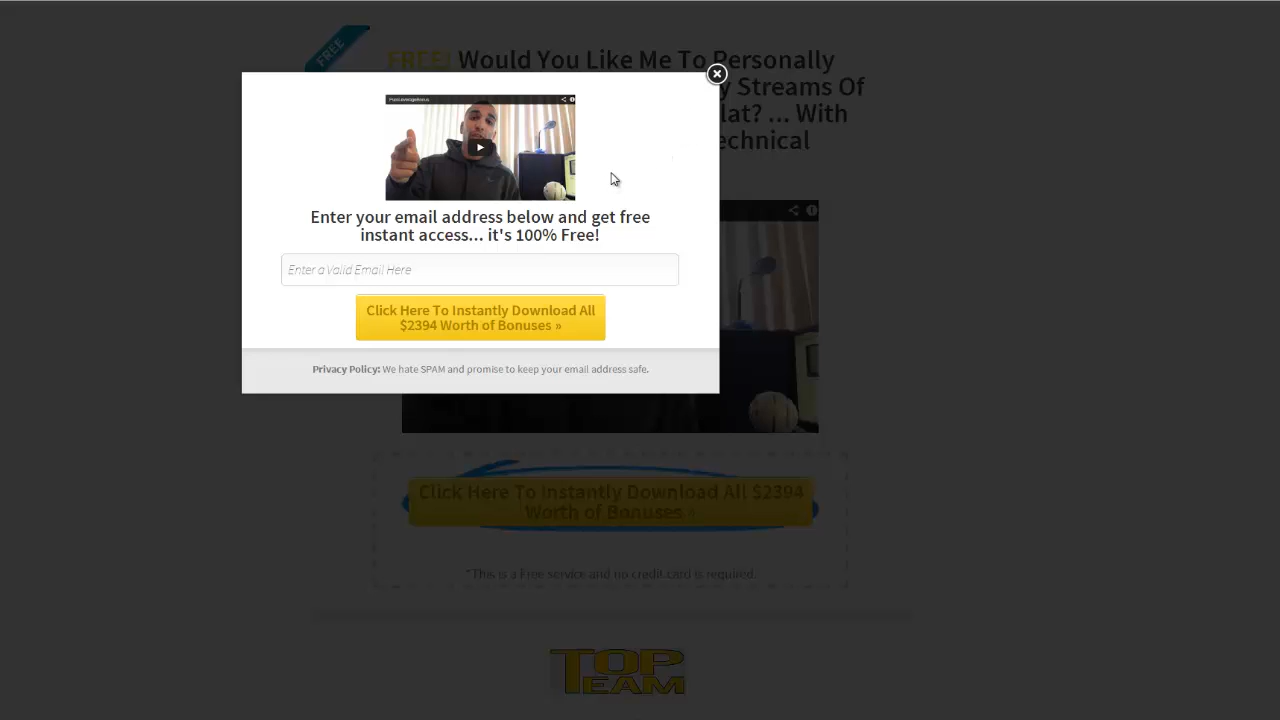 FREE
FREE! Would You Like Me To Personally
y Streams Of
lat? ... With
echnical
Enter your email address below and get free
instant access... it's 100% Free!
Enter a Valid Email Here
Click Here To Instantly Download All
$2394 Worth of Bonuses »
Privacy Policy: We hate SPAM and promise to keep your email address safe.
Click Here To Instantly Download All $2394
Worth of Bonuses »
*This is a Free service and no credit card is required.
TOP
TEAM